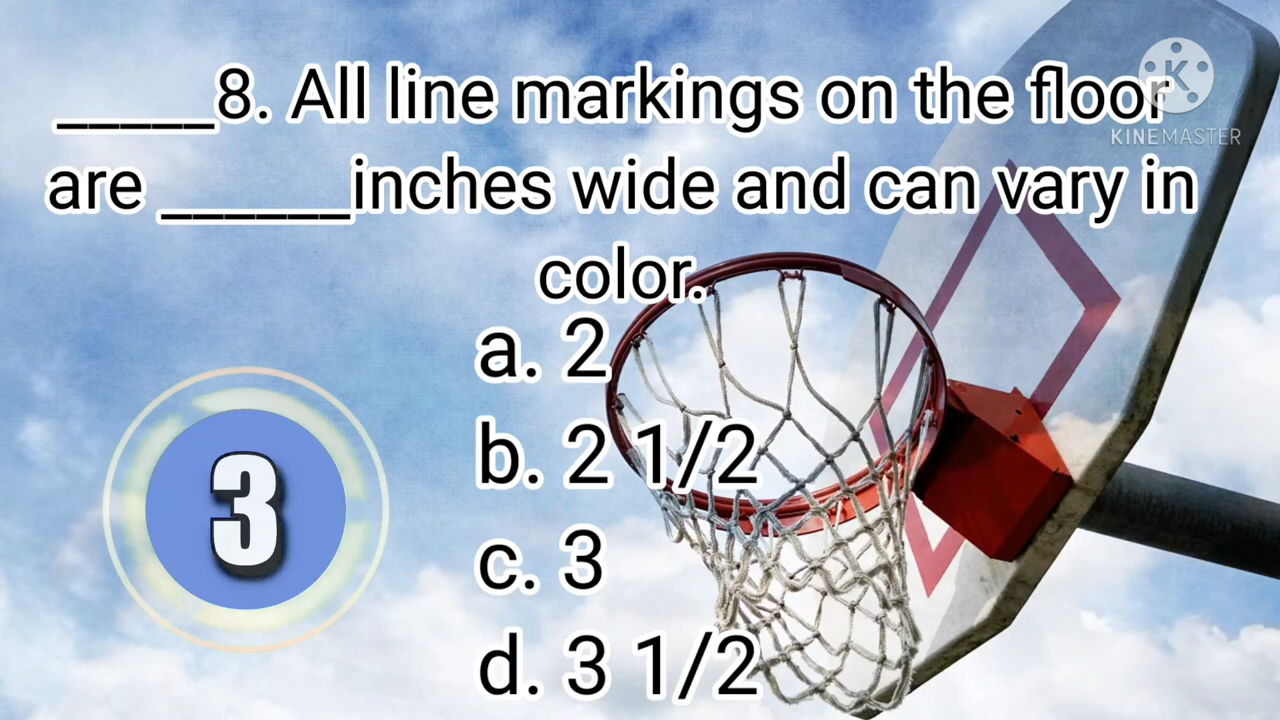 _____8. All line markings on the floor
are ______inches wide and can vary in
color.
a. 2
b. 2 1/2
c. 3
d. 3 1/2
3
K
KINEMASTER